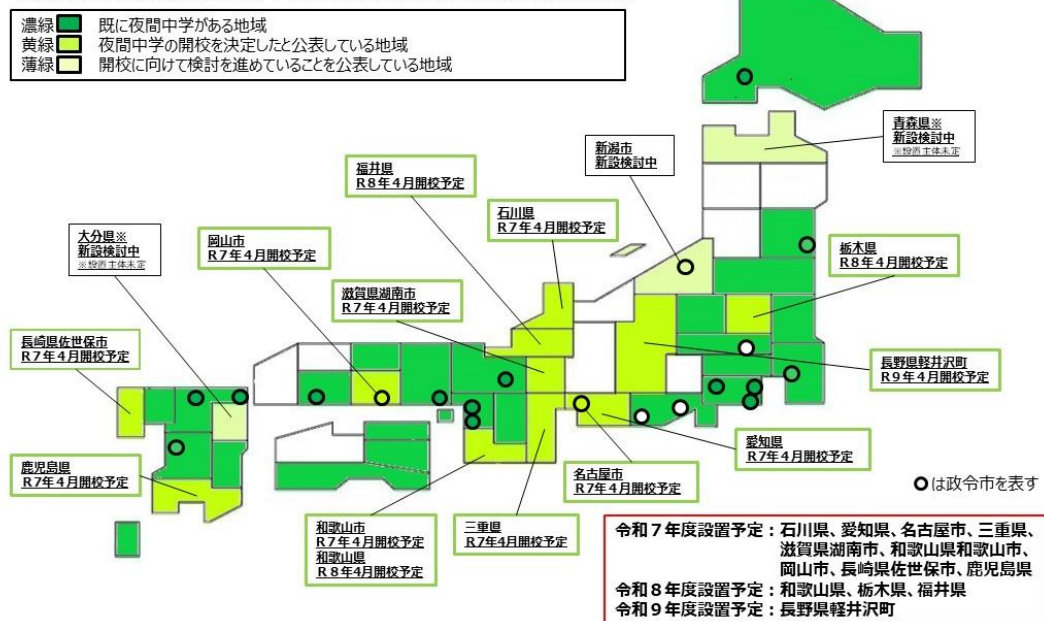 濃緑 既に夜間中学がある地域
黄緑 夜間中学の開校を決定したと公表している地域
薄緑 開校に向けて検討を進めていることを公表している地域
青森県※
新設検討中
※設置主体未定
新潟市
新設検討中
福井県
R8年4月開校予定
石川県
R7年4月開校予定
大分県※
新設検討中
※設置主体未定
岡山市
R7年4月開校予定
栃木県
R8年4月開校予定
滋賀県湖南市
R7年4月開校予定
長崎県佐世保市
R7年4月開校予定
長野県軽井沢町
R9年4月開校予定
愛知県
R7年4月開校予定
鹿児島県
R7年4月開校予定
名古屋市
R7年4月開校予定
○は政令市を表す
和歌山市
R7年4月開校予定
和歌山県
R8年4月開校予定
三重県
R7年4月開校予定
令和7年度設置予定：石川県、愛知県、名古屋市、三重県、
滋賀県湖南市、和歌山県和歌山市、
岡山市、長崎県佐世保市、鹿児島県
令和8年度設置予定：和歌山県、栃木県、福井県
令和9年度設置予定：長野県軽井沢町